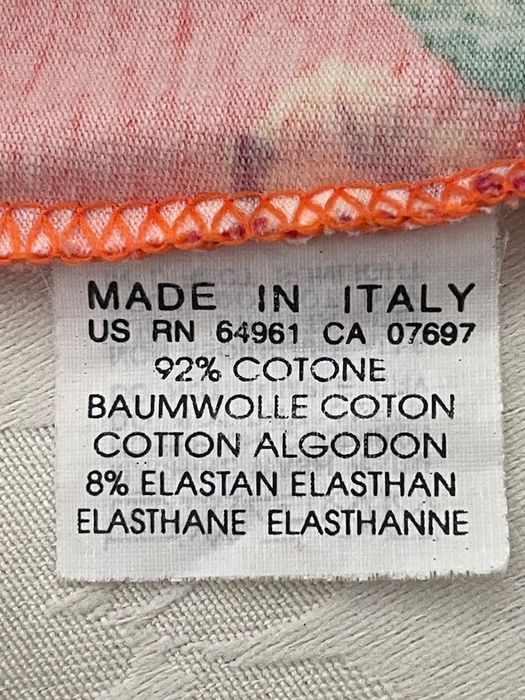 MADE IN ITALY
US RN 64961 CA 07697
92% COTONE
BAUMWOLLE COTON
COTTON ALGODON
8% ELASTAN ELASTHAN
ELASTHANE ELASTHANNE